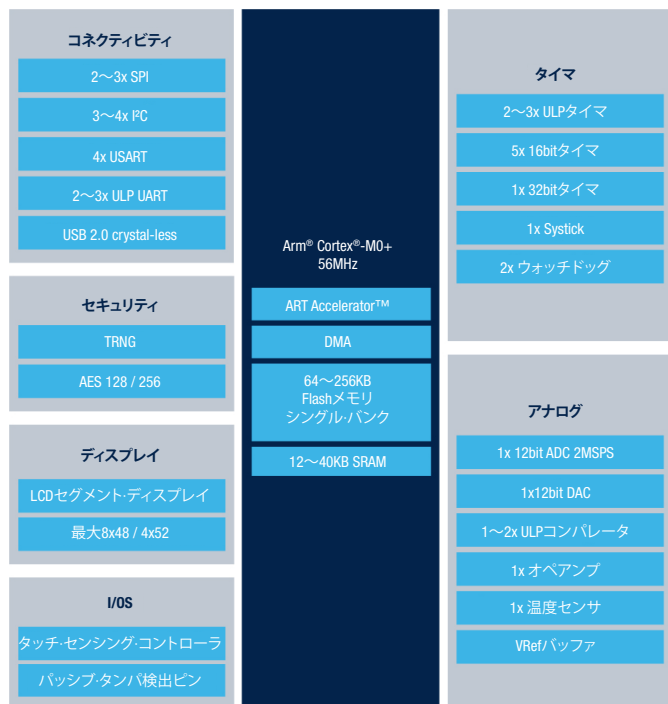 コネクティビティ
2～3x SPI
3～4x I²C
4x USART
2～3x ULP UART
USB 2.0 crystal-less
セキュリティ
TRNG
AES 128 / 256
ディスプレイ
LCDセグメント･ディスプレイ
最大8x48 / 4x52
I/OS
タッチ･センシング･コントローラ
パッシブ･タンパ検出ピン
Arm® Cortex®-M0+
56MHz
ART Accelerator™
DMA
64～256KB
Flashメモリ
シングル･バンク
12～40KB SRAM
タイマ
2～3x ULPタイマ
5x 16bitタイマ
1x 32bitタイマ
1x Systick
2x ウォッチドッグ
アナログ
1x 12bit ADC 2MSPS
1x12bit DAC
1～2x ULPコンパレータ
1x オペアンプ
1x 温度センサ
VRefバッファ